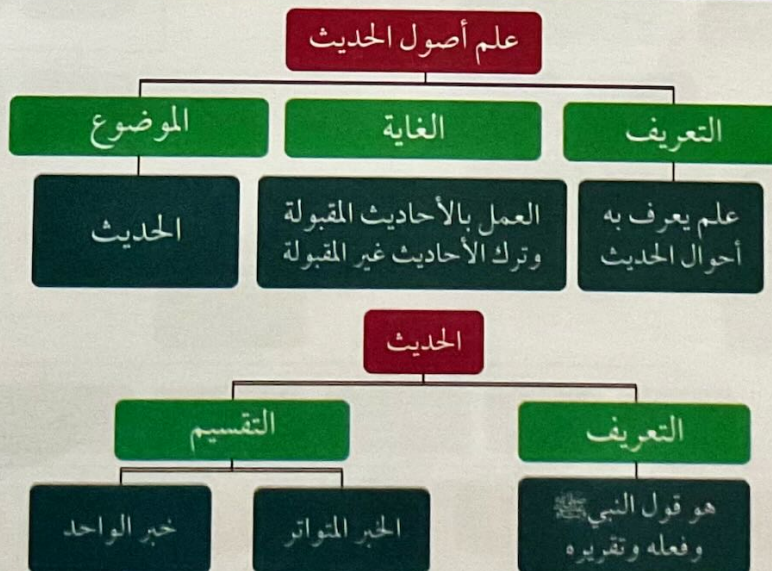 علم أصول الحديث
التعريف
الغاية
الموضوع
علم يعرف به
أحوال الحديث
العمل بالأحاديث المقبولة
وترك الأحاديث غير المقبولة
الحديث
الحديث
التعريف
التقسيم
هو قول النبي ﷺ
وفعله وتقريره
الخبر المتواتر
خبر الواحد